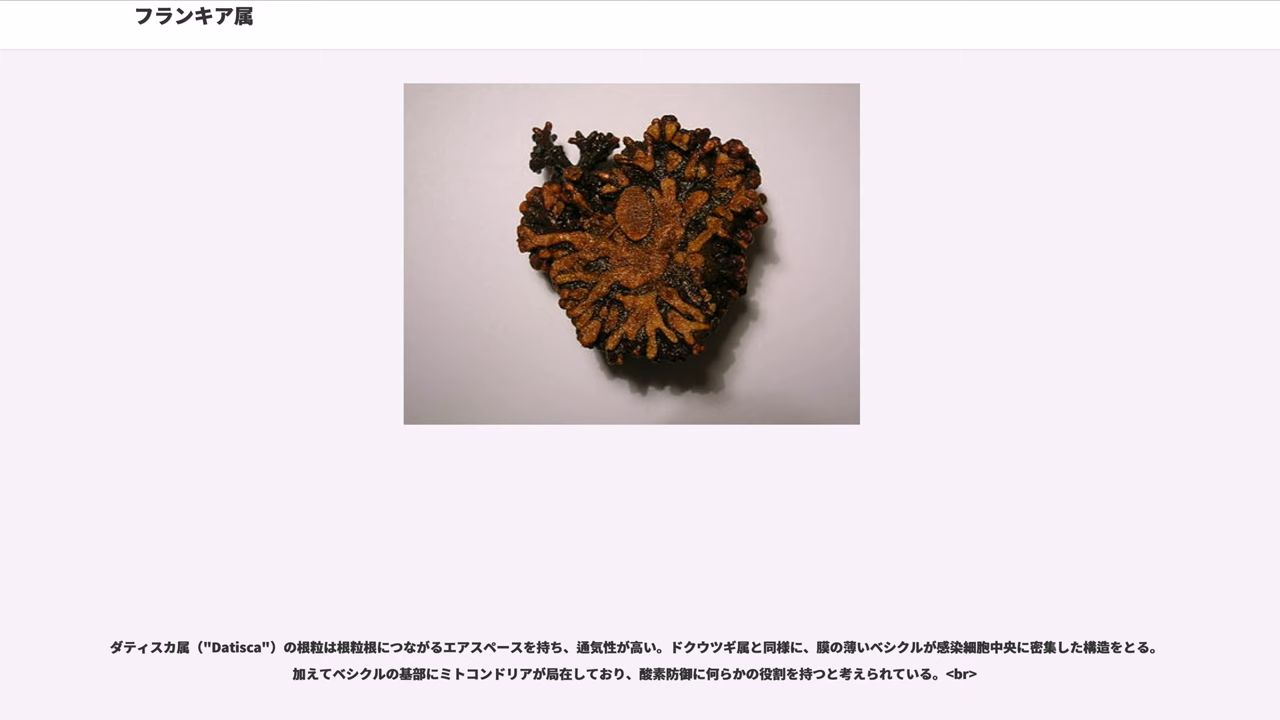 フランキア属
ダティスカ属（"Datisca"）の根粒は根粒根につながるエアスペースを持ち、通気性が高い。ドクウツギ属と同様に、膜の薄いベシクルが感染細胞中央に密集した構造をとる。
加えてベシクルの基部にミトコンドリアが局在しており、酸素防御に何らかの役割を持つと考えられている。<br>